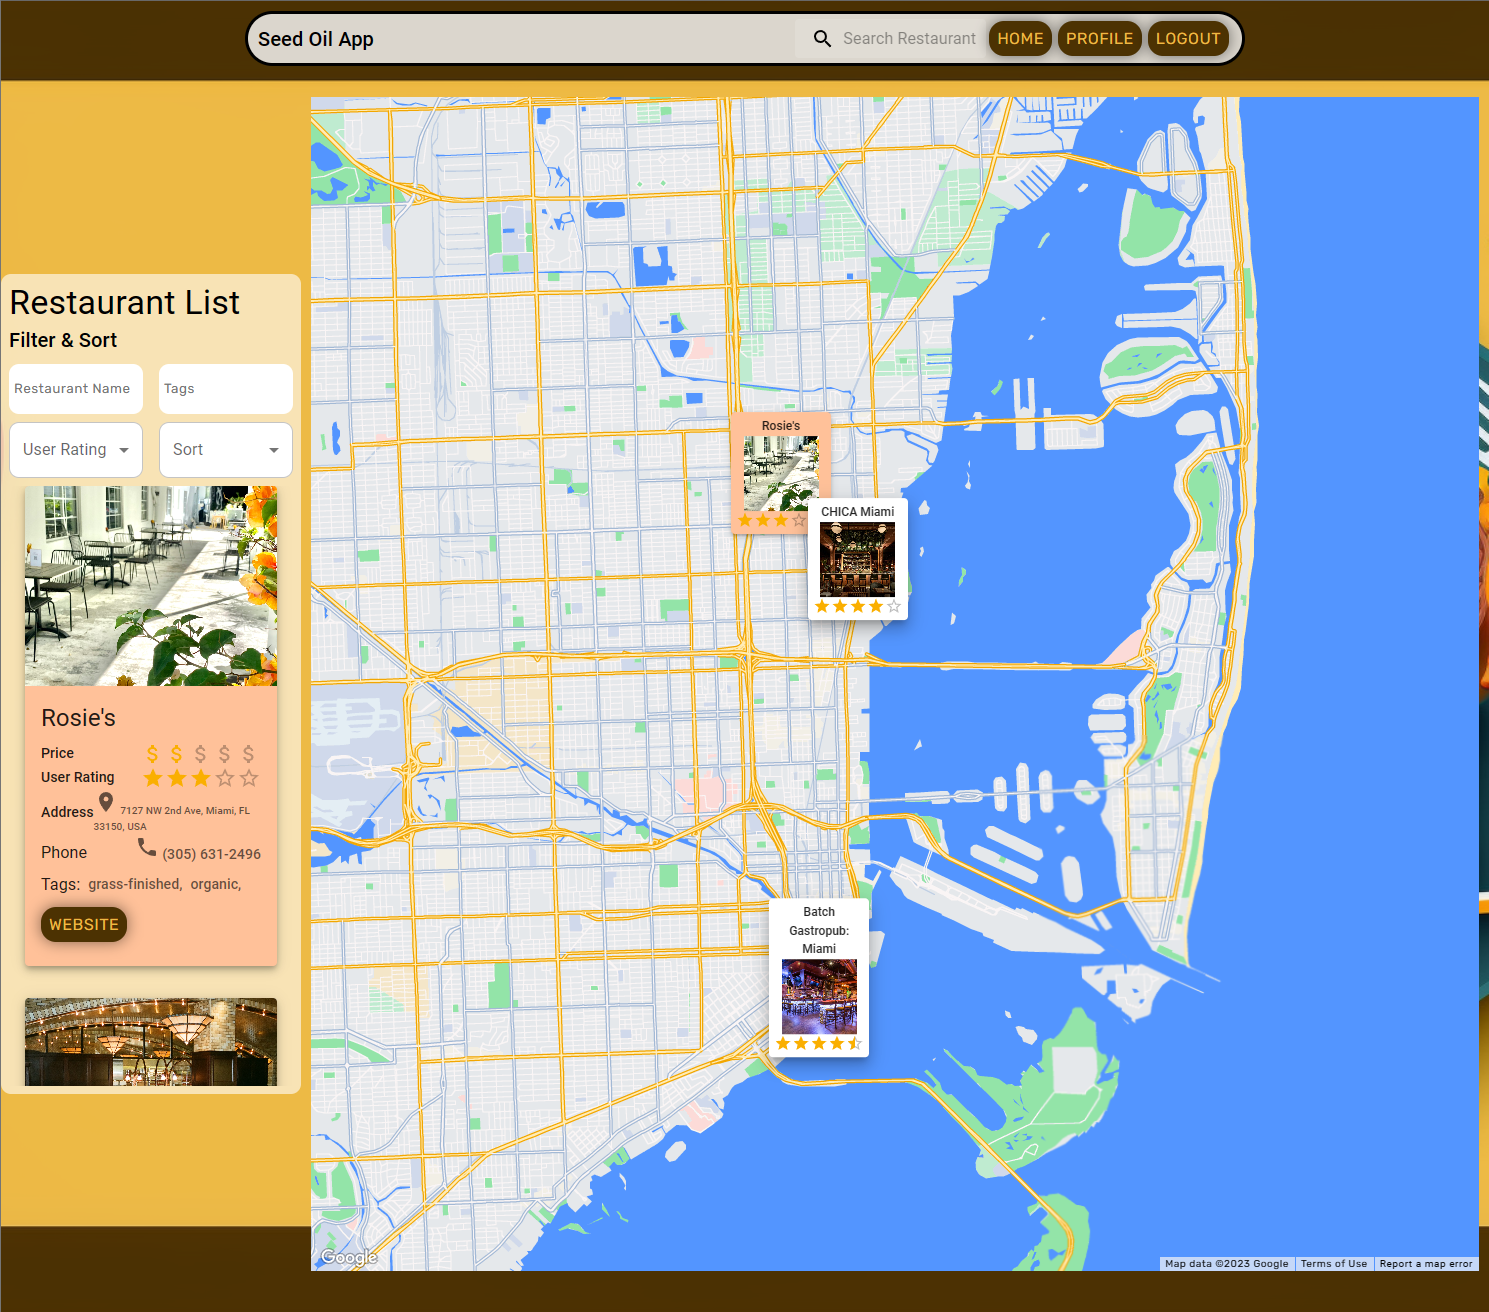 Seed Oil App
Search Restaurant
HOME
PROFILE
LOGOUT
Restaurant List
Filter & Sort
Restaurant Name
Tags
User Rating
Sort
Rosie's
Price
$ $ $ $ $
User Rating
Address 7127 NW 2nd Ave, Miami, FL
33150, USA
Phone (305) 631-2496
Tags: grass-finished, organic,
WEBSITE
Rosie's
CHICA Miami
Batch
Gastropub:
Miami
Google
Map data ©2023 Google
Terms of Use
Report a map error